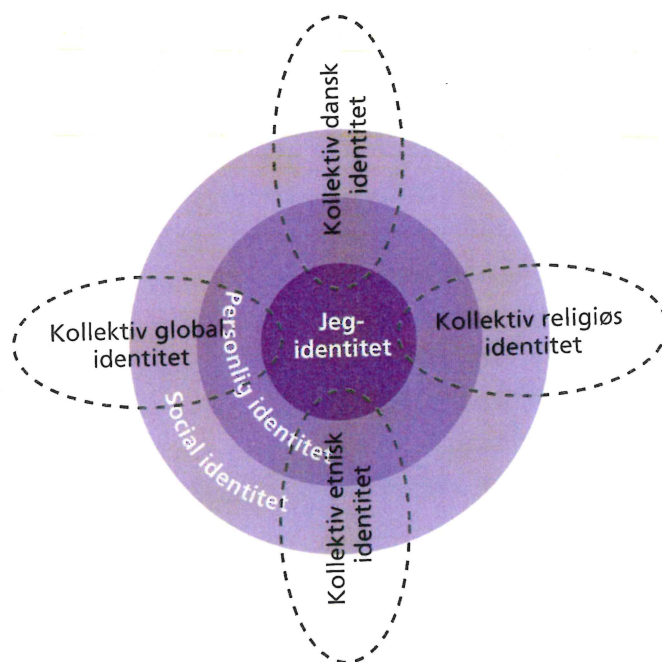 Kollektiv dansk
identitet
Kollektiv global
identitet
Jeg-
identitet
Kollektiv religiøs
identitet
Personlig identitet
Social identitet
Kollektiv etnisk
identitet